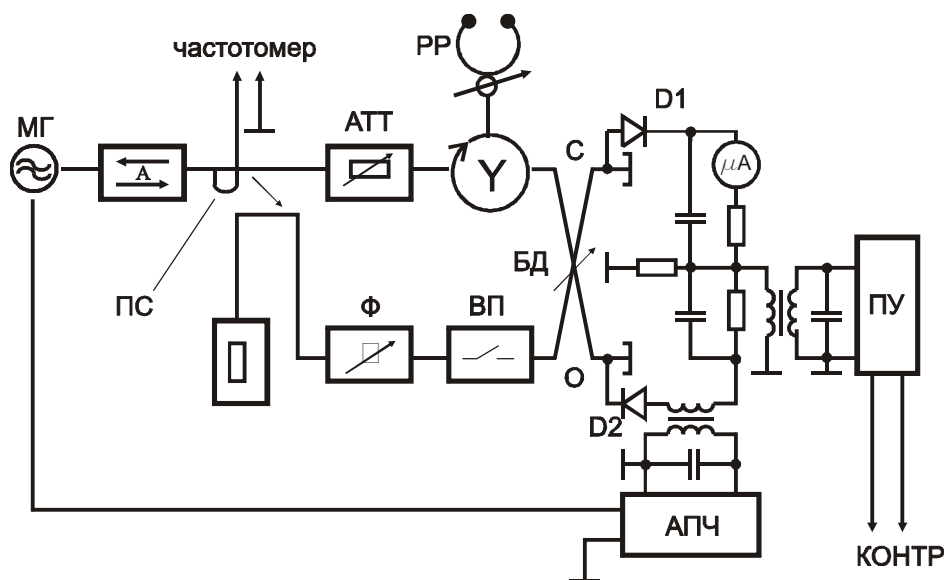 частотомер
РР
D1
МГ
АТТ
С
А
Y
μA
БД
ПС
Ф
ВП
ПУ
О
D2
АПЧ
КОНТР